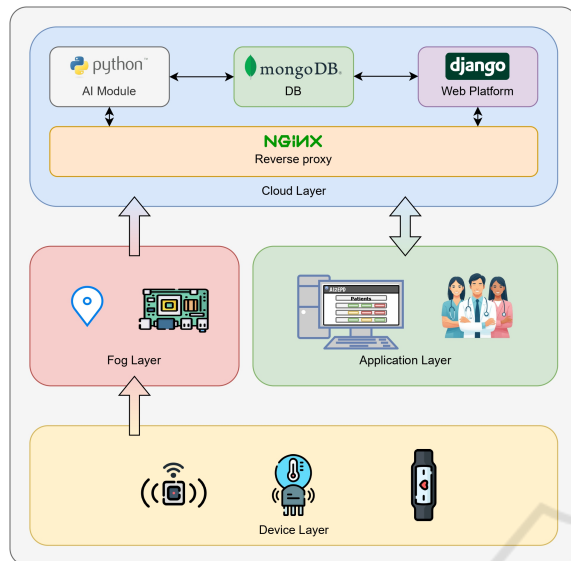 python™
AI Module
mongoDB®
DB
django
Web Platform
NGINX
Reverse proxy
Cloud Layer
Fog Layer
Patients
Application Layer
Device Layer